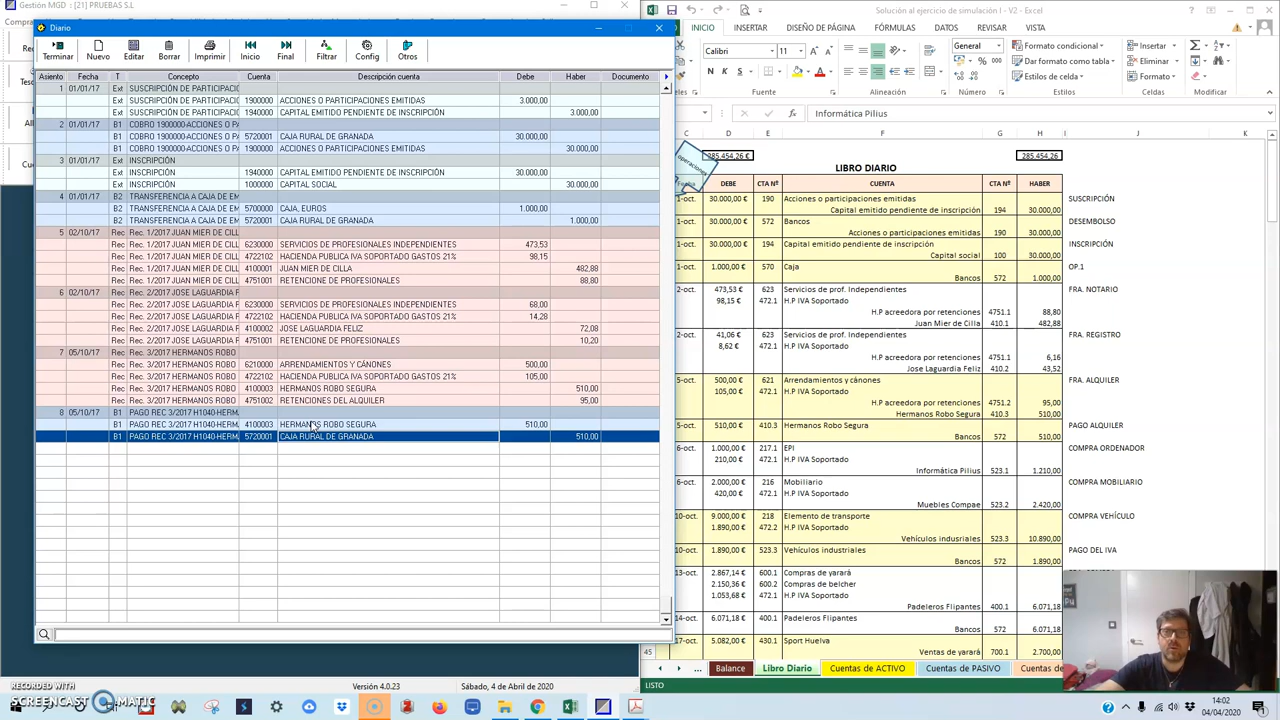 Gestión MGD : [21] PRUEBAS S.L
Diario
Terminar Nuevo Editar Borrar Imprimir Inicio Final Filtrar Config Otros
Asiento Fecha T Concepto Cuenta Descripción cuenta Debe Haber Documento
1 01/01/17 Ext SUSCRIPCIÓN DE PARTICIPACI
Ext SUSCRIPCIÓN DE PARTICIPACI 1900000 ACCIONES O PARTICIPACIONES EMITIDAS 3.000,00
Ext SUSCRIPCIÓN DE PARTICIPACI 1940000 CAPITAL EMITIDO PENDIENTE DE INSCRIPCIÓN 3.000,00
2 01/01/17 B1 COBRO 1900000-ACCIONES O PA
B1 COBRO 1900000-ACCIONES O PA 5720001 CAJA RURAL DE GRANADA 30.000,00
B1 COBRO 1900000-ACCIONES O PA 1900000 ACCIONES O PARTICIPACIONES EMITIDAS 30.000,00
3 01/01/17 Ext INSCRIPCIÓN
Ext INSCRIPCIÓN 1940000 CAPITAL EMITIDO PENDIENTE DE INSCRIPCIÓN 30.000,00
Ext INSCRIPCIÓN 1000000 CAPITAL SOCIAL 30.000,00
4 01/01/17 B2 TRANSFERENCIA A CAJA DE EM
B2 TRANSFERENCIA A CAJA DE EM 5700000 CAJA, EUROS 1.000,00
B2 TRANSFERENCIA A CAJA DE EM 5720001 CAJA RURAL DE GRANADA 1.000,00
5 02/10/17 Rec Rec. 1/2017 JUAN MIER DE CILL
Rec Rec. 1/2017 JUAN MIER DE CILL 6230000 SERVICIOS DE PROFESIONALES INDEPENDIENTES 473,53
Rec Rec. 1/2017 JUAN MIER DE CILL 4722102 HACIENDA PUBLICA IVA SOPORTADO GASTOS 21% 98,15
Rec Rec. 1/2017 JUAN MIER DE CILL 4100001 JUAN MIER DE CILLA 482,88
Rec Rec. 1/2017 JUAN MIER DE CILL 4751001 RETENCIONE DE PROFESIONALES 88,80
6 02/10/17 Rec Rec. 2/2017 JOSE LAGUARDIA F
Rec Rec. 2/2017 JOSE LAGUARDIA F 6230000 SERVICIOS DE PROFESIONALES INDEPENDIENTES 68,00
Rec Rec. 2/2017 JOSE LAGUARDIA F 4722102 HACIENDA PUBLICA IVA SOPORTADO GASTOS 21% 14,28
Rec Rec. 2/2017 JOSE LAGUARDIA F 4100002 JOSE LAGUARDIA FELIZ 72,08
Rec Rec. 2/2017 JOSE LAGUARDIA F 4751001 RETENCIONE DE PROFESIONALES 10,20
7 05/10/17 Rec Rec. 3/2017 HERMANOS ROBO
Rec Rec. 3/2017 HERMANOS ROBO 6210000 ARRENDAMIENTOS Y CÁNONES 500,00
Rec Rec. 3/2017 HERMANOS ROBO 4722102 HACIENDA PUBLICA IVA SOPORTADO GASTOS 21% 105,00
Rec Rec. 3/2017 HERMANOS ROBO 4100003 HERMANOS ROBO SEGURA 510,00
Rec Rec. 3/2017 HERMANOS ROBO 4751002 RETENCIONES DEL ALQUILER 95,00
8 05/10/17 B1 PAGO REC 3/2017 H1040-HERM
B1 PAGO REC 3/2017 H1040-HERM 4100003 HERMANOS ROBO SEGURA 510,00
B1 PAGO REC 3/2017 H1040-HERM 5720001 CAJA RURAL DE GRANADA 510,00
Versión 4.0.23 Sábado, 4 de Abril de 2020
RECORDED WITH
SCREENCAST MATIC
Solución al ejercicio de simulación I - V2 - Excel
INICIO INSERTAR DISEÑO DE PÁGINA FÓRMULAS DATOS REVISAR VISTA
Calibri 11 General
N K S
Formato condicional
Dar formato como tabla
Estilos de celda
Insertar
Eliminar
Formato
Fuente Alineación Número Estilos Celdas Modificar
fx Informática Pilius
C D E F G H I J K
285.454,26 € 285.454,26
operaciones
LIBRO DIARIO
Fecha DEBE CTA Nº CUENTA CTA Nº HABER
1-oct. 30.000,00 € 190 Acciones o participaciones emitidas SUSCRIPCIÓN
Capital emitido pendiente de inscripción 194 30.000,00
1-oct. 30.000,00 € 572 Bancos DESEMBOLSO
Acciones o participaciones emitidas 190 30.000,00
1-oct. 30.000,00 € 194 Capital emitido pendiente de inscripción INSCRIPCIÓN
Capital social 100 30.000,00
1-oct. 1.000,00 € 570 Caja OP.1
Bancos 572 1.000,00
2-oct. 473,53 € 623 Servicios de prof. Independientes FRA. NOTARIO
98,15 € 472.1 H.P IVA Soportado
H.P acreedora por retenciones 4751.1 88,80
Juan Mier de Cilla 410.1 482,88
2-oct. 41,06 € 623 Servicios de prof. Independientes FRA. REGISTRO
8,62 € 472.1 H.P IVA Soportado
H.P acreedora por retenciones 4751.1 6,16
Jose Laguardia Feliz 410.2 43,52
5-oct. 500,00 € 621 Arrendamientos y cánones FRA. ALQUILER
105,00 € 472.1 H.P IVA Soportado
H.P acreedora por retenciones 4751.2 95,00
Hermanos Robo Segura 410.3 510,00
5-oct. 510,00 € 410.3 Hermanos Robo Segura PAGO ALQUILER
Bancos 572 510,00
6-oct. 1.000,00 € 217.1 EPI COMPRA ORDENADOR
210,00 € 472.1 H.P IVA Soportado
Informática Pilius 523.1 1.210,00
6-oct. 2.000,00 € 216 Mobiliario COMPRA MOBILIARIO
420,00 € 472.1 H.P IVA Soportado
Muebles Compae 523.2 2.420,00
10-oct. 9.000,00 € 218 Elemento de transporte COMPRA VEHÍCULO
1.890,00 € 472.2 H.P IVA Soportado
Vehículos indusriales 523.3 10.890,00
10-oct. 1.890,00 € 523.3 Vehículos industriales PAGO DEL IVA
Bancos 572 1.890,00
13-oct. 2.867,14 € 600.1 Compras de yarará
2.150,36 € 600.2 Compras de belcher
1.053,68 € 472.1 H.P IVA Soportado
Padeleros Flipantes 400.1 6.071,18
14-oct. 6.071,18 € 400.1 Padeleros Flipantes
Bancos 572 6.071,18
17-oct. 5.082,00 € 430.1 Sport Huelva
45 Ventas de yarará 700.1 2.700,00
... Balance Libro Diario Cuentas de ACTIVO Cuentas de PASIVO Cuentas de
LISTO
14:02
04/04/2020